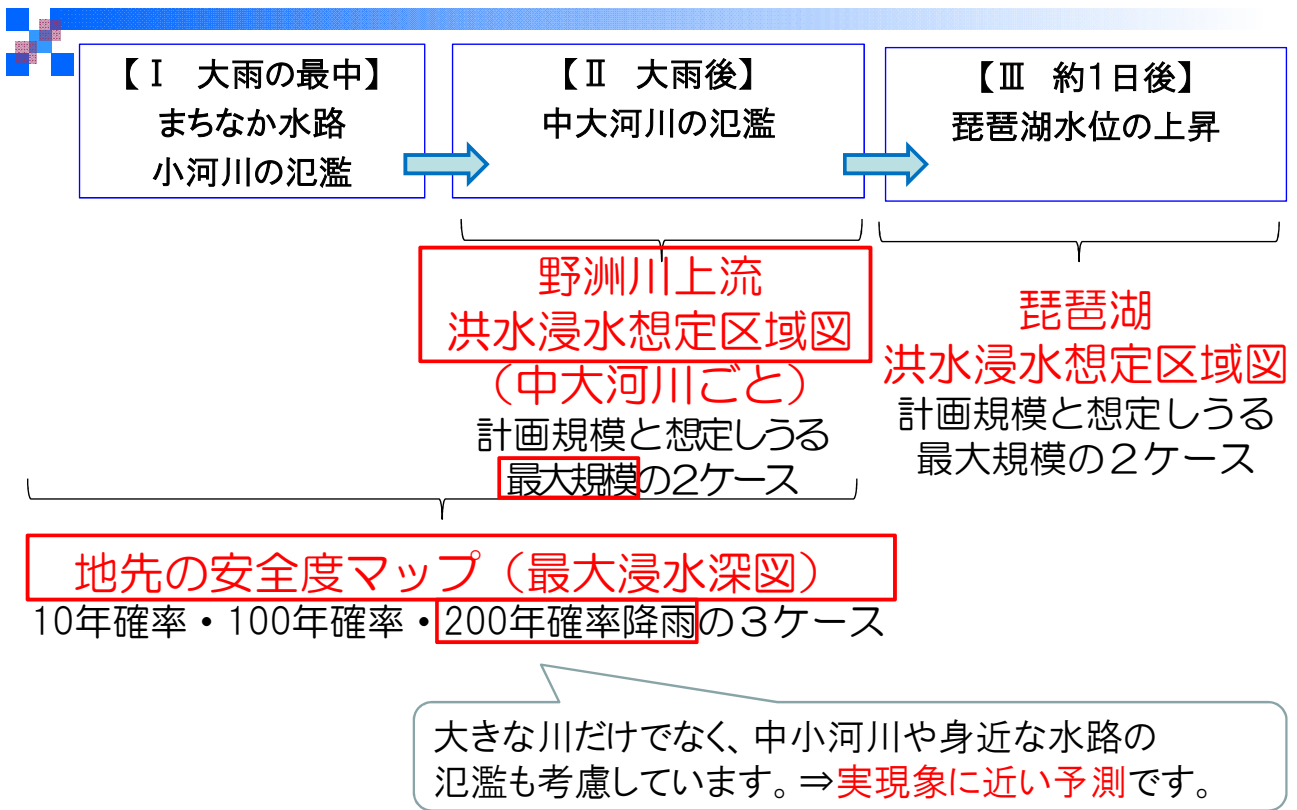 【Ⅰ 大雨の最中】
まちなか水路
小河川の氾濫
【Ⅱ 大雨後】
中大河川の氾濫
【Ⅲ 約1日後】
琵琶湖水位の上昇
野洲川上流
洪水浸水想定区域図
（中大河川ごと）
計画規模と想定しうる
最大規模の２ケース
琵琶湖
洪水浸水想定区域図
計画規模と想定しうる
最大規模の２ケース
地先の安全度マップ（最大浸水深図）
10年確率・100年確率・200年確率降雨の３ケース
大きな川だけでなく、中小河川や身近な水路の
氾濫も考慮しています。⇒実現象に近い予測です。